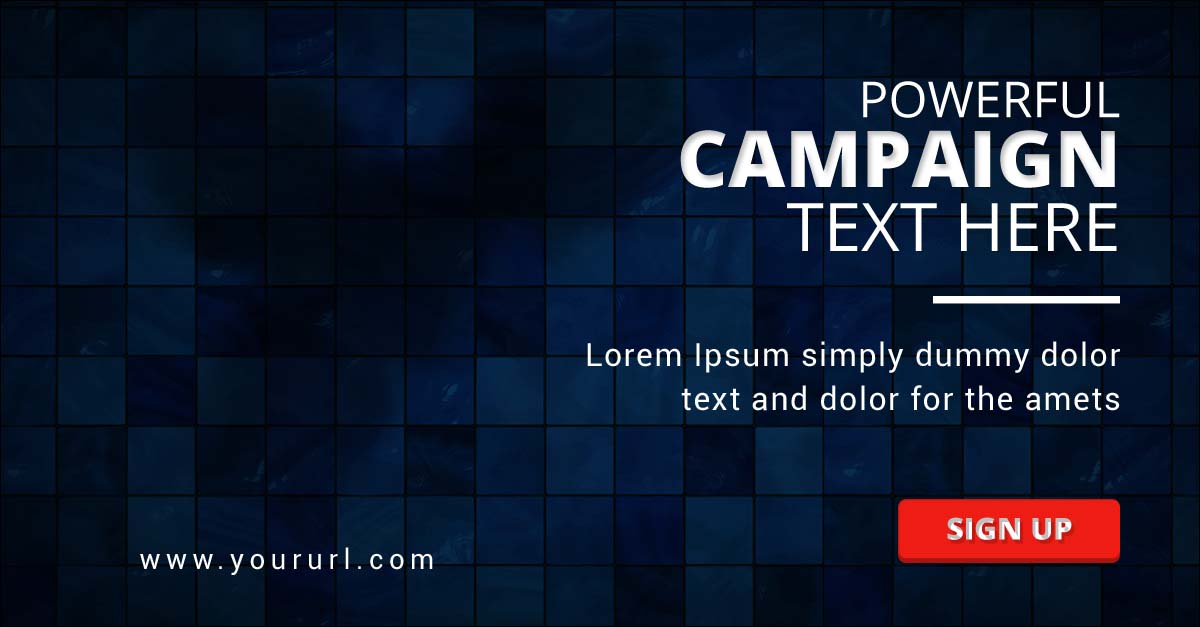 POWERFUL
CAMPAIGN
TEXT HERE
Lorem Ipsum simply dummy dolor
text and dolor for the amets
SIGN UP
www.yoururl.com